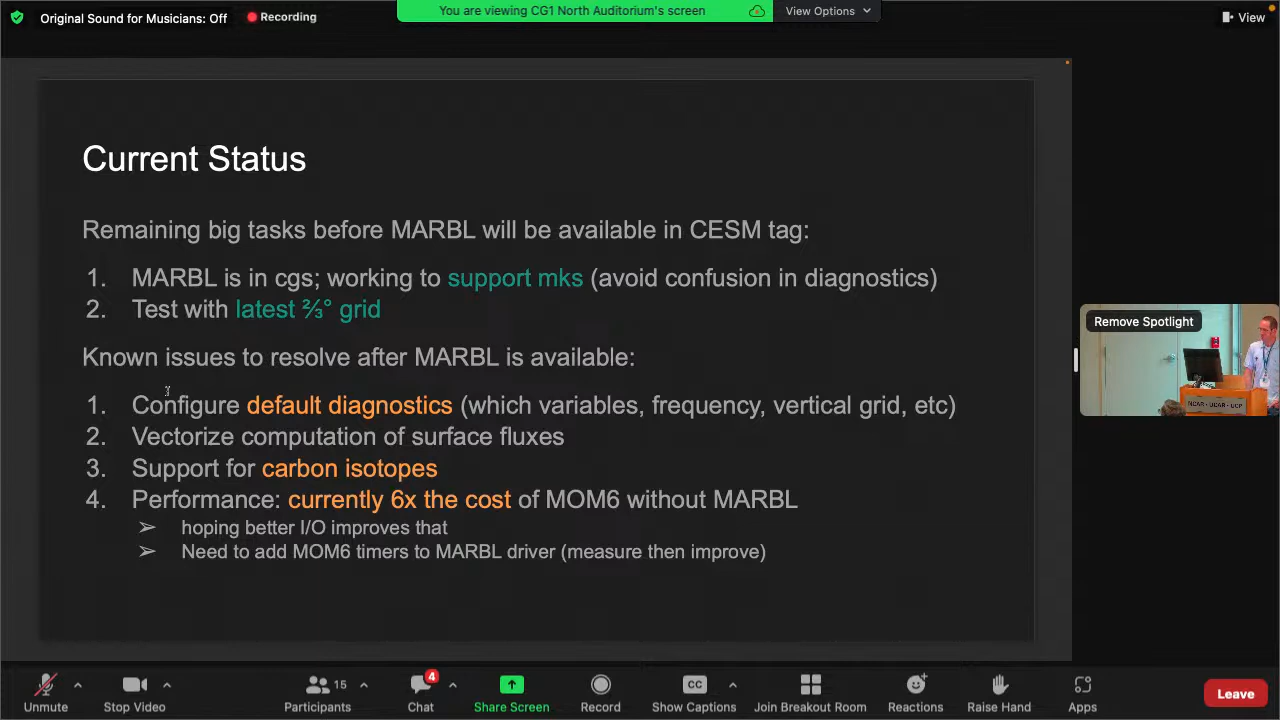 Original Sound for Musicians: Off
Recording
You are viewing CG1 North Auditorium's screen
View Options
View
Current Status
Remaining big tasks before MARBL will be available in CESM tag:
1. MARBL is in cgs; working to support mks (avoid confusion in diagnostics)
2. Test with latest ⅔° grid
Known issues to resolve after MARBL is available:
1. Configure default diagnostics (which variables, frequency, vertical grid, etc)
2. Vectorize computation of surface fluxes
3. Support for carbon isotopes
4. Performance: currently 6x the cost of MOM6 without MARBL
➢ hoping better I/O improves that
➢ Need to add MOM6 timers to MARBL driver (measure then improve)
Remove Spotlight
NCAR - UCAR - UCP
Unmute
Stop Video
15
Participants
4
Chat
Share Screen
Record
CC
Show Captions
Join Breakout Room
Reactions
Raise Hand
Apps
Leave